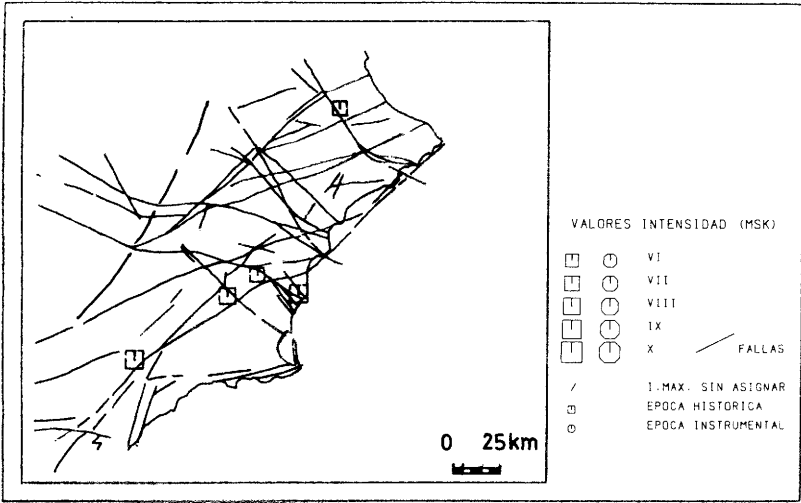 VALORES INTENSIDAD (MSK)
VI
VII
VIII
IX
X
FALLAS
I.MAX. SIN ASIGNAR
EPOCA HISTORICA
EPOCA INSTRUMENTAL
0 25km